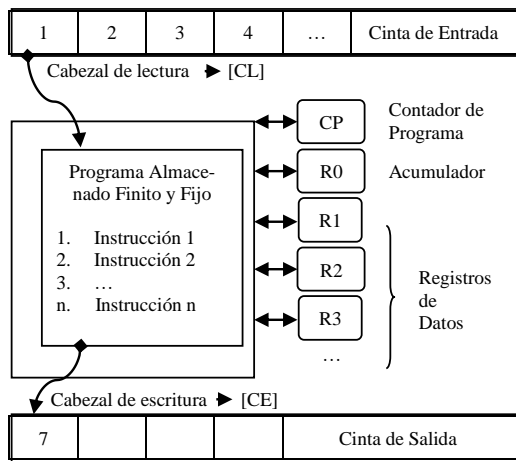 1 2 3 4 … Cinta de Entrada
Cabezal de lectura [CL]
CP
Contador de
Programa
Programa Almace-
nado Finito y Fijo
R0
Acumulador
1. Instrucción 1
2. Instrucción 2
3. …
n. Instrucción n
R1
R2
R3
…
Registros
de
Datos
Cabezal de escritura [CE]
7 Cinta de Salida